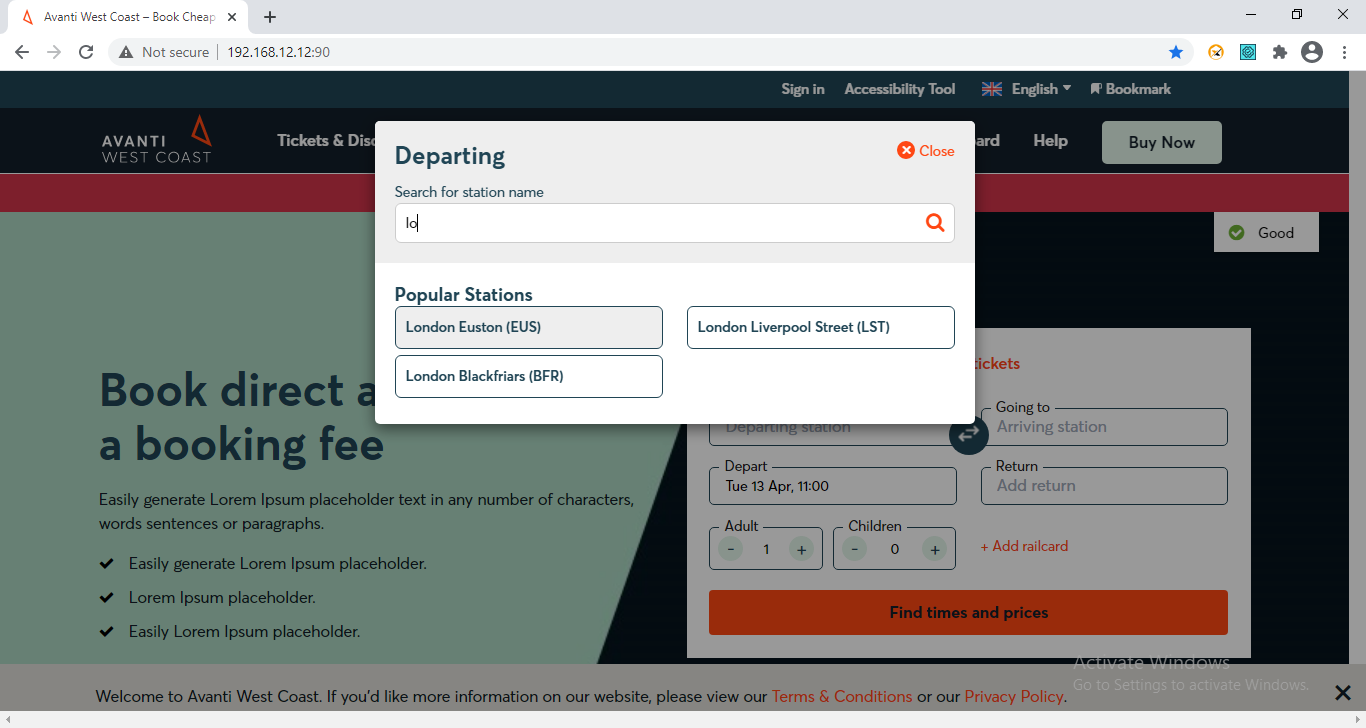 Avanti West Coast – Book Cheap
Not secure 192.168.12.12:90
Sign in Accessibility Tool English Bookmark
AVANTI
WEST COAST
Tickets & Disc
ard Help Buy Now
Departing
Close
Search for station name
lo
Good
Popular Stations
London Euston (EUS) London Liverpool Street (LST)
London Blackfriars (BFR)
tickets
Book direct a
a booking fee
Going to
Departing station Arriving station
Depart Return
Tue 13 Apr, 11:00 Add return
Easily generate Lorem Ipsum placeholder text in any number of characters,
words sentences or paragraphs.
Adult Children
- 1 + - 0 + + Add railcard
Easily generate Lorem Ipsum placeholder.
Lorem Ipsum placeholder.
Easily Lorem Ipsum placeholder.
Find times and prices
Activate Windows
Go to Settings to activate Windows.
Welcome to Avanti West Coast. If you'd like more information on our website, please view our Terms & Conditions or our Privacy Policy.